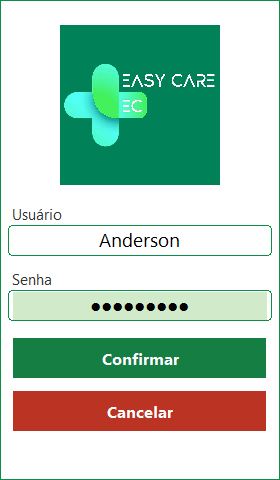 EASY CARE
EC
Usuário
Anderson
Senha
●●●●●●●●●
Confirmar
Cancelar